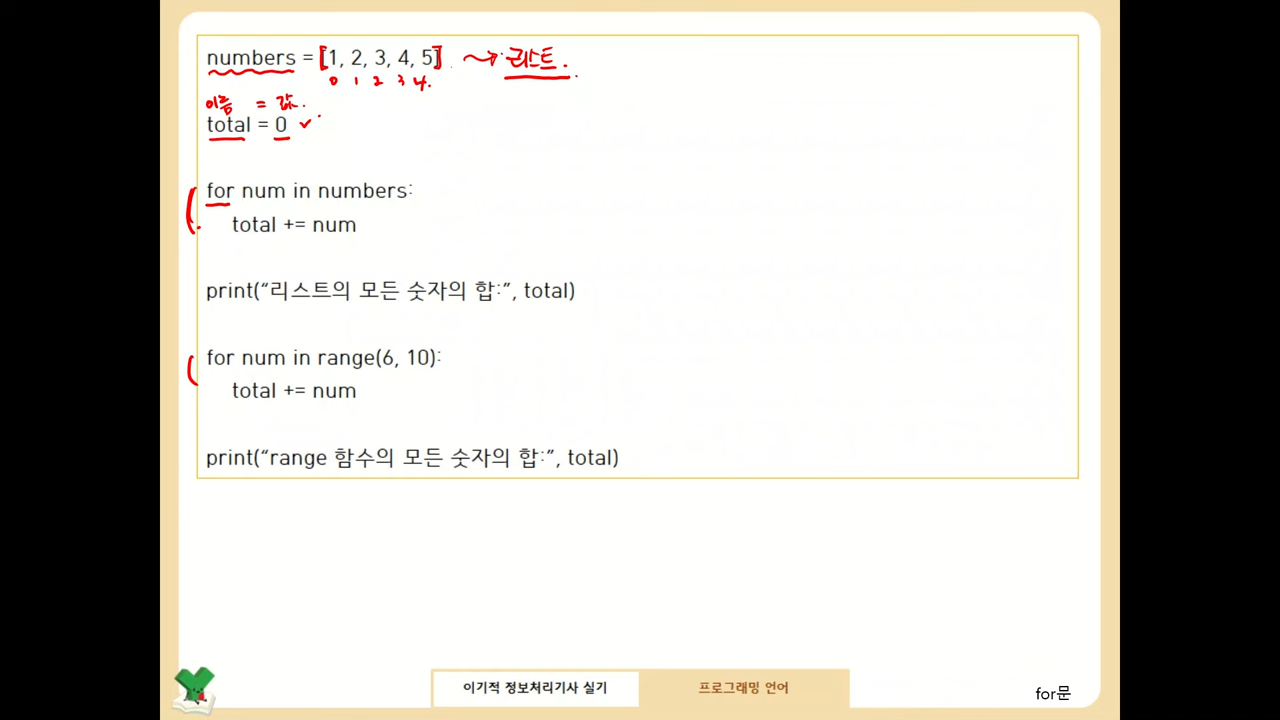 numbers = [1, 2, 3, 4, 5] ~→ 리스트.
0 1 2 3 4.
이름 = 값.
total = 0 ✓
for num in numbers:
total += num
print(“리스트의 모든 숫자의 합:”, total)
for num in range(6, 10):
total += num
print(“range 함수의 모든 숫자의 합:”, total)
이기적 정보처리기사 실기
프로그래밍 언어
for문